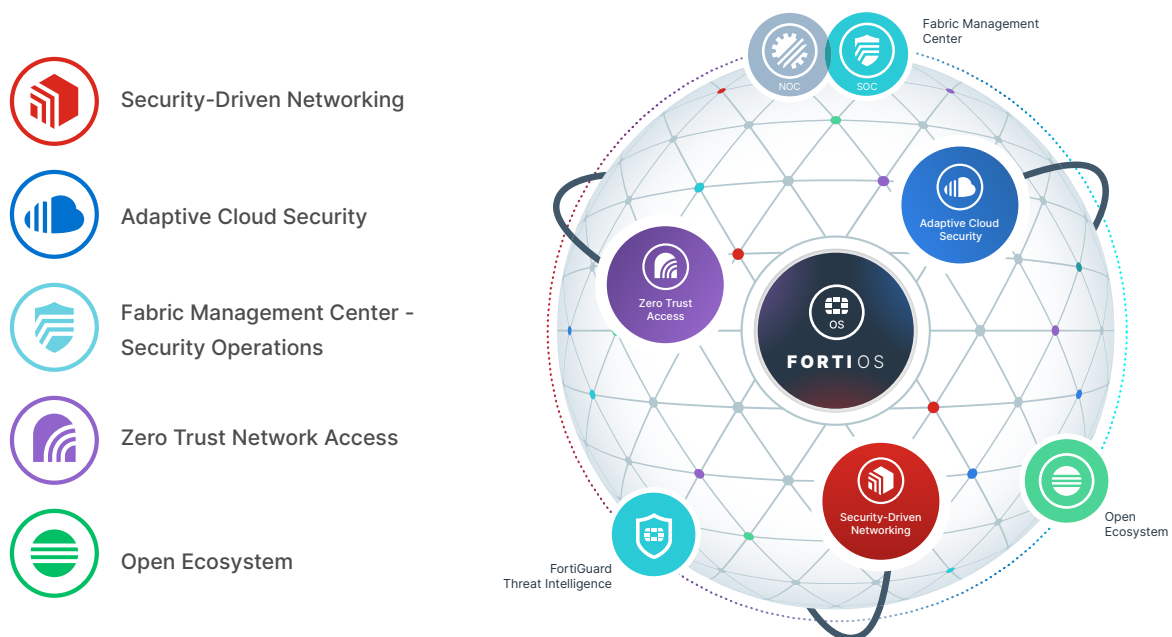 Security-Driven Networking
Adaptive Cloud Security
Fabric Management Center -
Security Operations
Zero Trust Network Access
Open Ecosystem
NOC
SOC
Fabric Management
Center
Adaptive Cloud
Security
Zero Trust
Access
OS
FORTIOS
Security-Driven
Networking
Open
Ecosystem
FortiGuard
Threat Intelligence